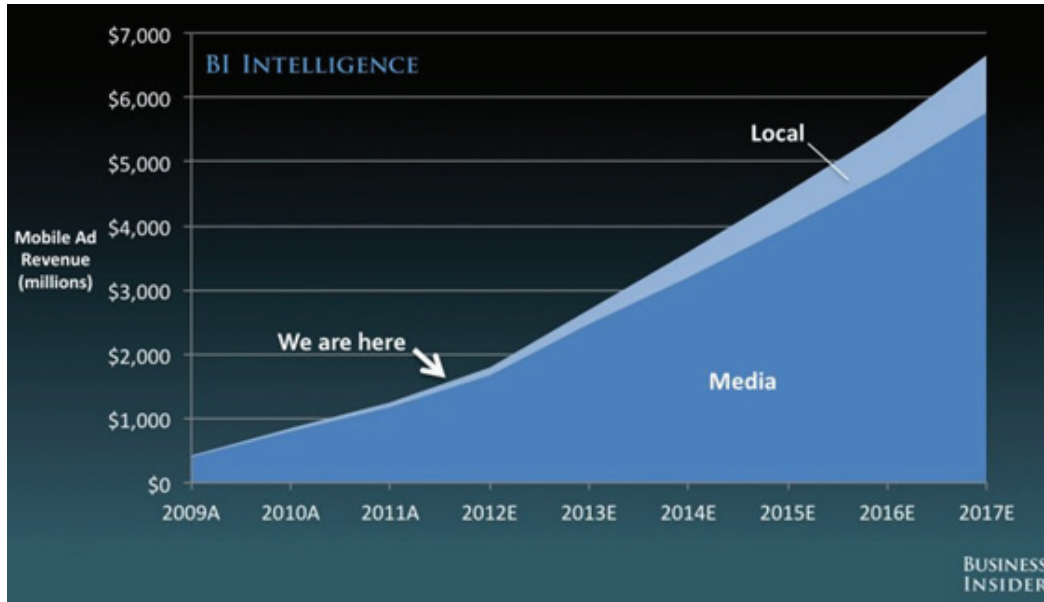 $7,000
BI INTELLIGENCE
$6,000
Local
$5,000
Mobile Ad
Revenue
(millions)
$4,000
$3,000
We are here
$2,000
Media
$1,000
$0
2009A 2010A 2011A 2012E 2013E 2014E 2015E 2016E 2017E
BUSINESS
INSIDER